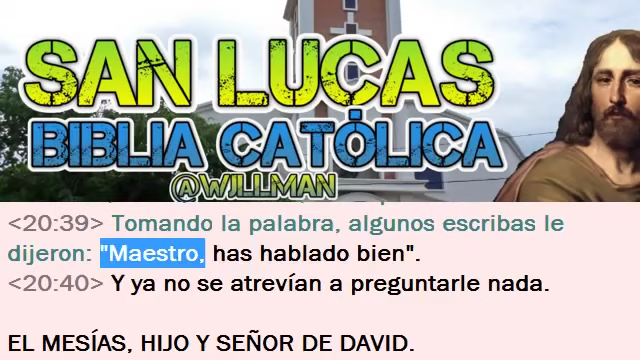 SAN LUCAS
BIBLIA CATÓLICA
@WILLMAN
<20:39> Tomando la palabra, algunos escribas le
dijeron: "Maestro, has hablado bien".
<20:40> Y ya no se atrevían a preguntarle nada.
EL MESÍAS, HIJO Y SEÑOR DE DAVID.